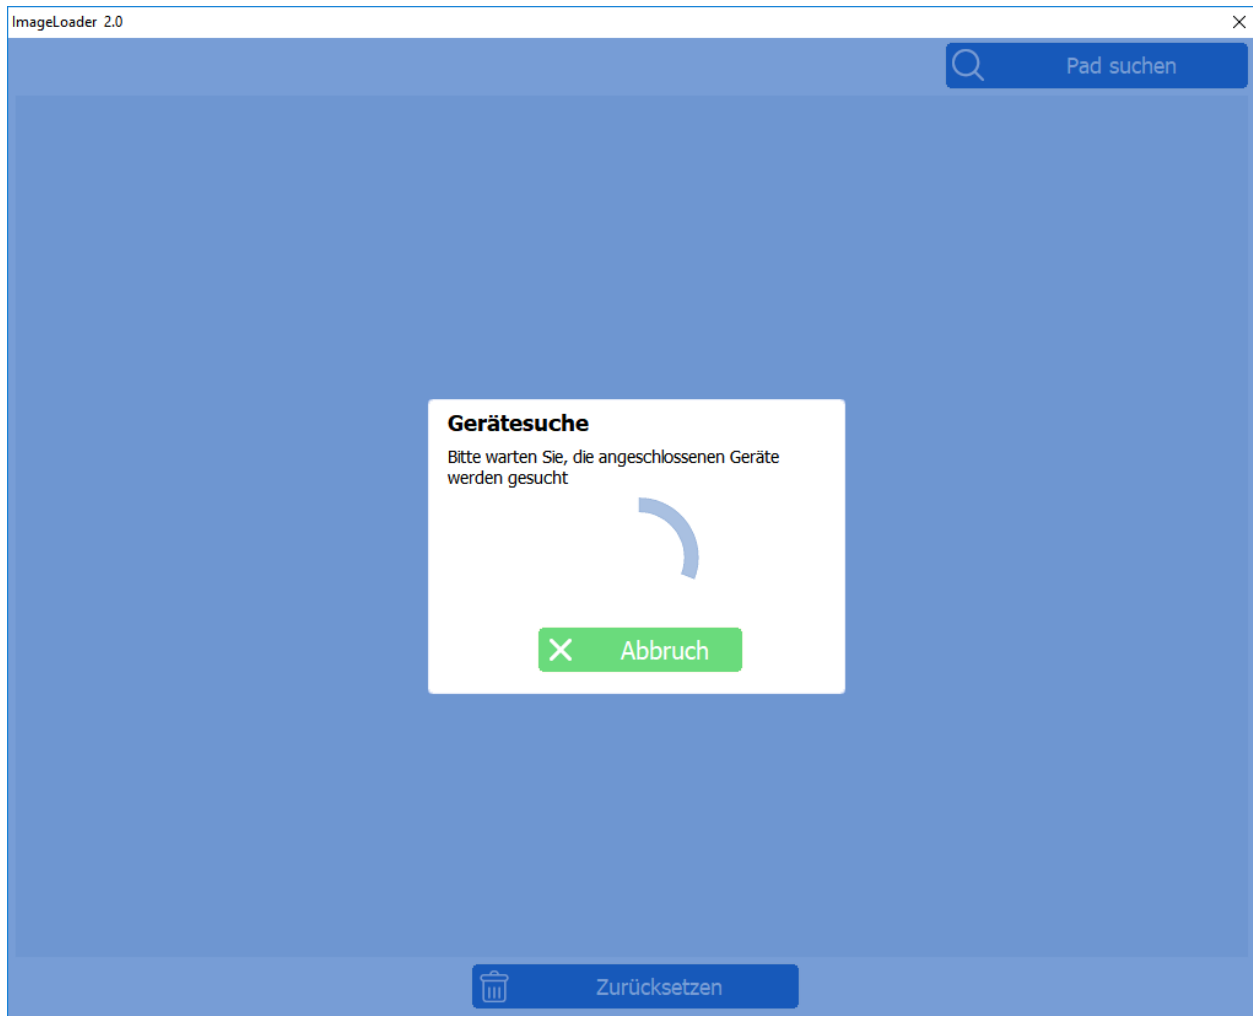 ImageLoader 2.0
Pad suchen
Gerätesuche
Bitte warten Sie, die angeschlossenen Geräte
werden gesucht
Abbruch
Zurücksetzen